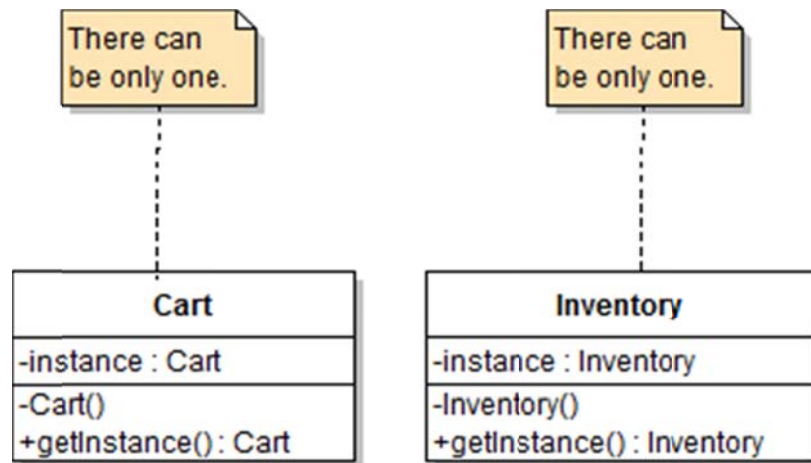 There can
be only one.
There can
be only one.
Cart
-instance : Cart
-Cart()
+getInstance() : Cart
Inventory
-instance : Inventory
-Inventory()
+getInstance() : Inventory